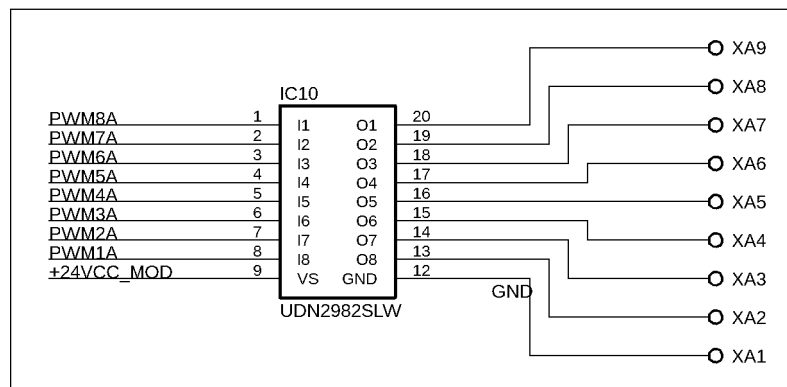 IC10
PWM8A 1 I1 O1 20 XA9
PWM7A 2 I2 O2 19 XA8
PWM6A 3 I3 O3 18 XA7
PWM5A 4 I4 O4 17 XA6
PWM4A 5 I5 O5 16 XA5
PWM3A 6 I6 O6 15 XA4
PWM2A 7 I7 O7 14 XA3
PWM1A 8 I8 O8 13 XA2
+24VCC_MOD 9 VS GND 12 XA1
GND
UDN2982SLW